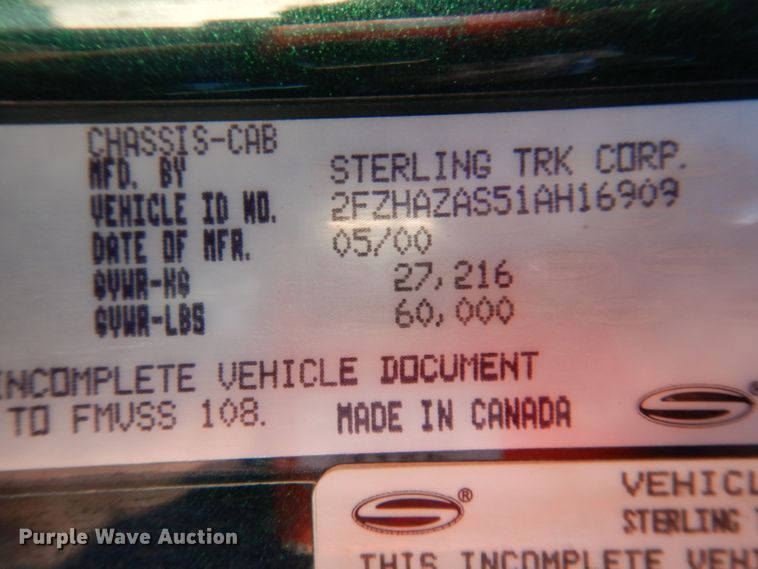 CHASSIS-CAB
MFD. BY STERLING TRK CORP.
VEHICLE ID NO. 2FZHAZAS51AH16909
DATE OF MFR. 05/00
GVWR-KG 27,216
GVWR-LBS 60,000
INCOMPLETE VEHICLE DOCUMENT
TO FMVSS 108. MADE IN CANADA
®
VEHICL
STERLING
THIS INCOMPLETE VEHI
Purple Wave Auction